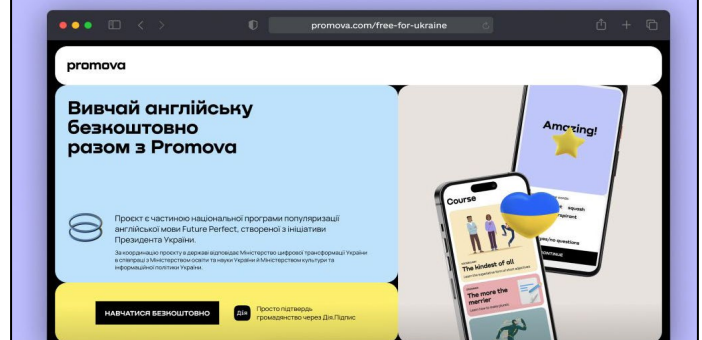 promova.com/free-for-ukraine
promova
Вивчай англійську
безкоштовно
разом з Promova
Проєкт є частиною національної програми популяризації
англійської мови Future Perfect, створеної з ініціативи
Президента України.
За координацію проєкту в державі відповідає Міністерство цифрової трансформації України
в співпраці з Міністерством освіти та науки України й Міністерством культури та
інформаційної політики України.
НАВЧАТИСЯ БЕЗКОШТОВНО
Дія
Просто підтвердь
громадянство через Дія.Підпис
Amazing!
squash
yes/no questions
CONTINUE
Course
The kindest of all
The more the
merrier